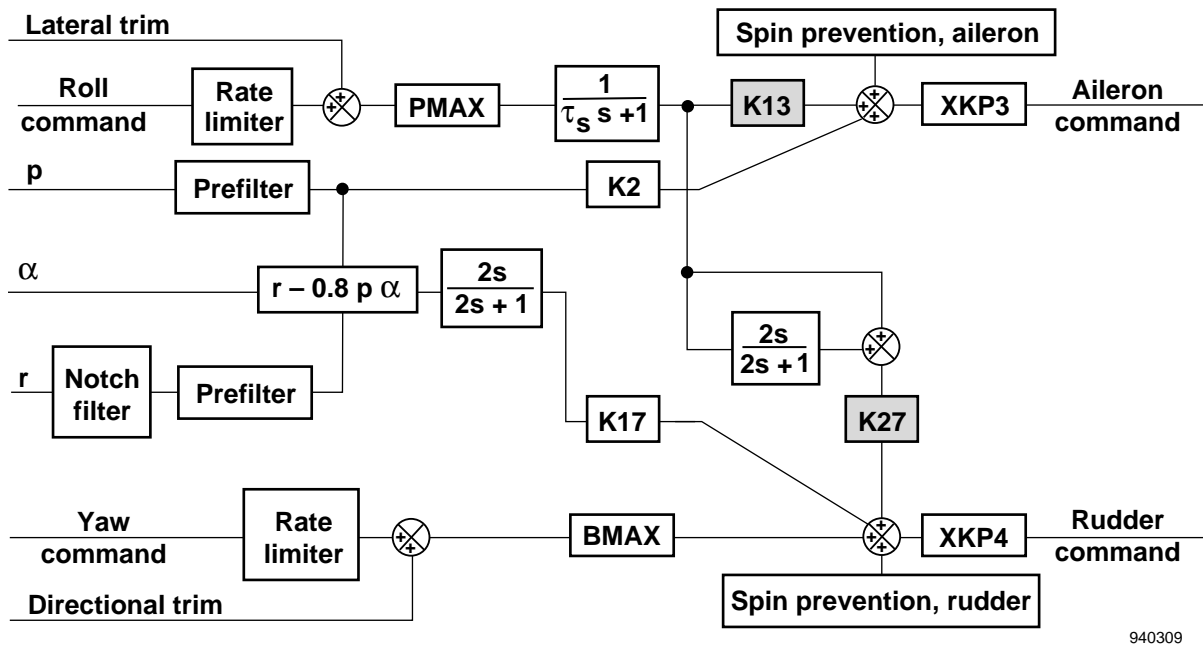 Lateral trim
Spin prevention, aileron
Roll
command
Rate
limiter
+
+
PMAX
1
τs s +1
K13
+
+
+
XKP3
Aileron
command
p
Prefilter
K2
α
r – 0.8 p α
2s
2s + 1
2s
2s + 1
+
+
r
Notch
filter
Prefilter
K17
K27
Yaw
command
Rate
limiter
+
+
BMAX
+
+
+
+
XKP4
Rudder
command
Directional trim
Spin prevention, rudder
940309